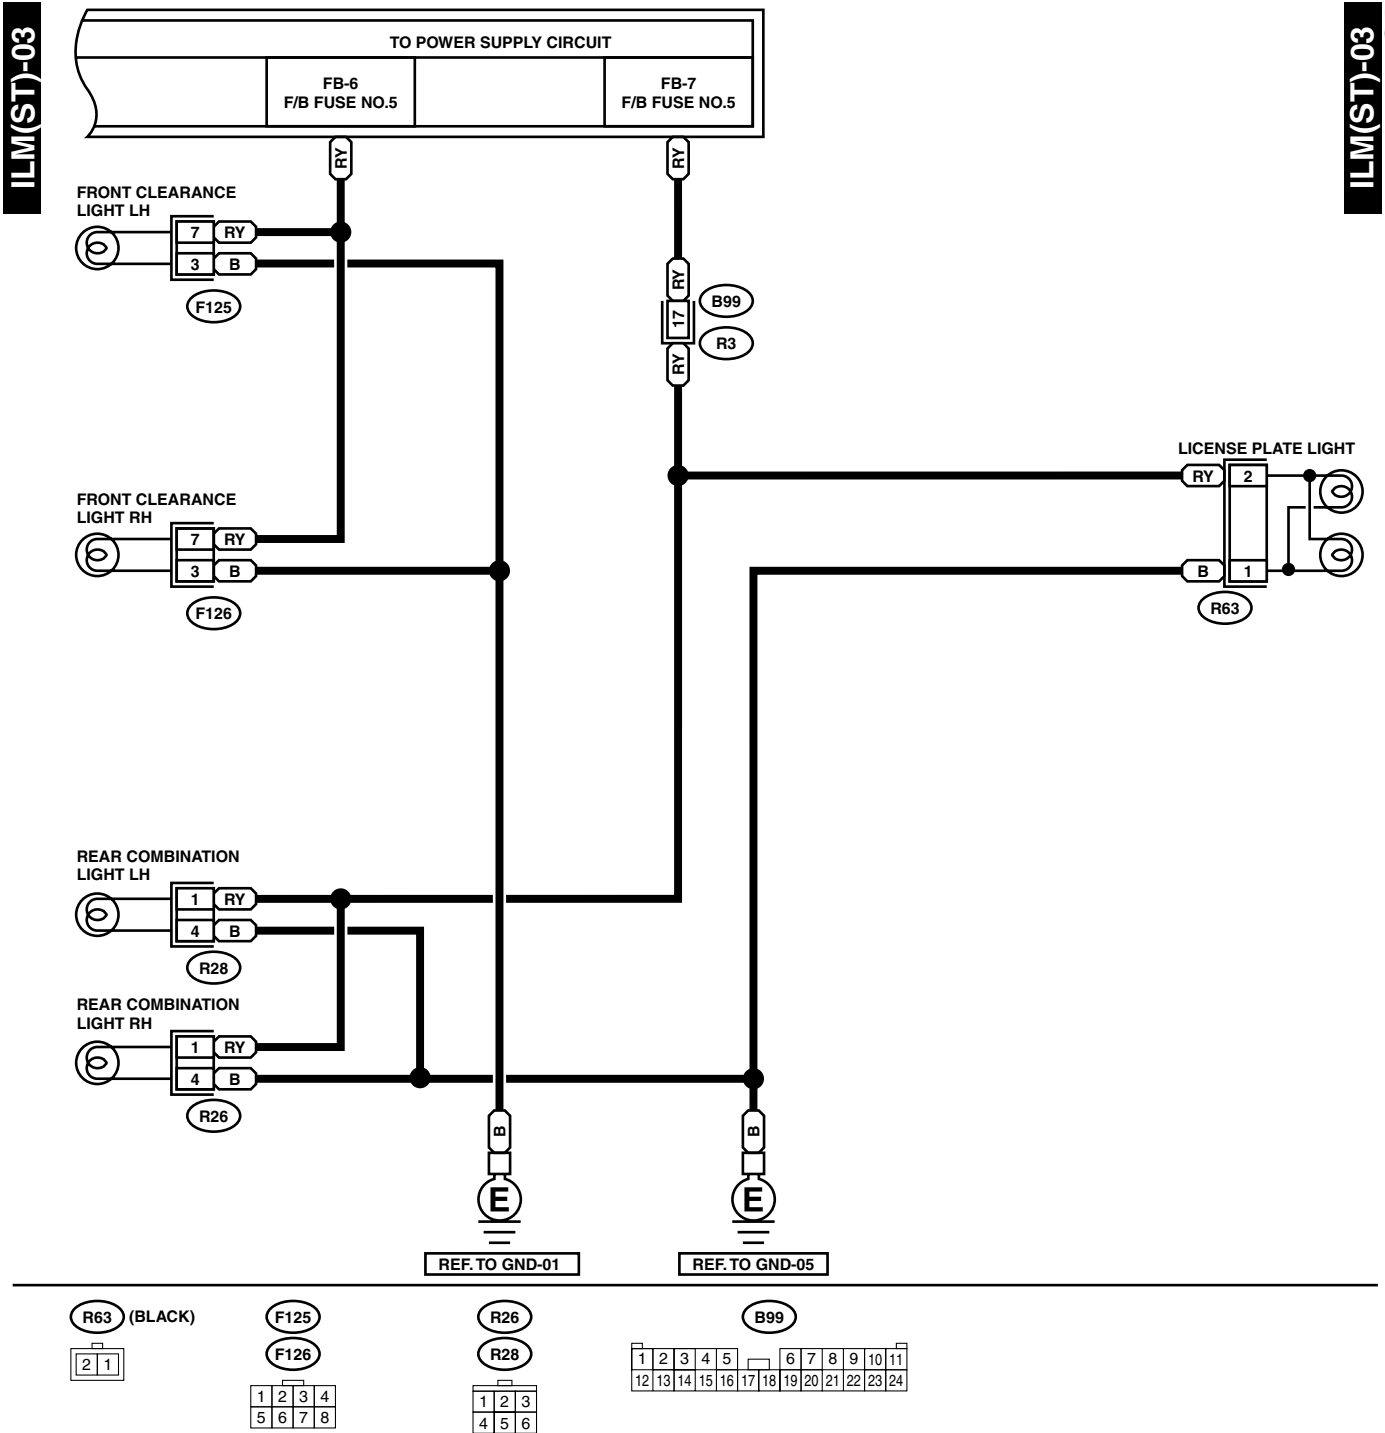 ILM(ST)-03
ILM(ST)-03
TO POWER SUPPLY CIRCUIT
FB-6
F/B FUSE NO.5
FB-7
F/B FUSE NO.5
RY
RY
FRONT CLEARANCE
LIGHT LH
7 RY
3 B
F125
RY
17
RY
B99
R3
LICENSE PLATE LIGHT
RY 2
B 1
R63
FRONT CLEARANCE
LIGHT RH
7 RY
3 B
F126
REAR COMBINATION
LIGHT LH
1 RY
4 B
R28
REAR COMBINATION
LIGHT RH
1 RY
4 B
R26
B
B
E
E
REF. TO GND-01
REF. TO GND-05
R63 (BLACK)
2 1
F125
F126
1 2 3 4
5 6 7 8
R26
R28
1 2 3
4 5 6
B99
1 2 3 4 5 6 7 8 9 10 11
12 13 14 15 16 17 18 19 20 21 22 23 24